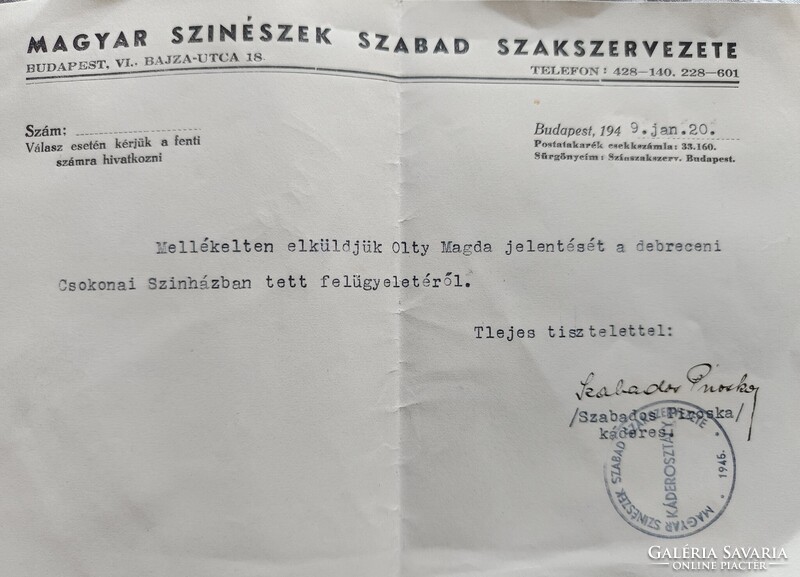 MAGYAR SZINÉSZEK SZABAD SZAKSZERVEZETE
BUDAPEST, VI., BAJZA-UTCA 18
TELEFON: 428-140, 228-601
Szám:
Válasz esetén kérjük a fenti
számra hivatkozni
Budapest, 194 9. jan. 20.
Postatakarék csekkszámla: 33.160.
Sürgönyeim: Szinszakszerv. Budapest.
Mellékelten elküldjük Olty Magda jelentését a debreceni
Csokonai Szinházban tett felügyeletéről.
Tlejes tisztelettel:
Szabados Piroska
/Szabados Piroska/
káderes.
MAGYAR SZINÉSZEK SZABAD SZAKSZERVEZETE
KÁDEROSZTÁLY
1945.
GALÉRIA SAVARIA
ONLINE PIACTÉR